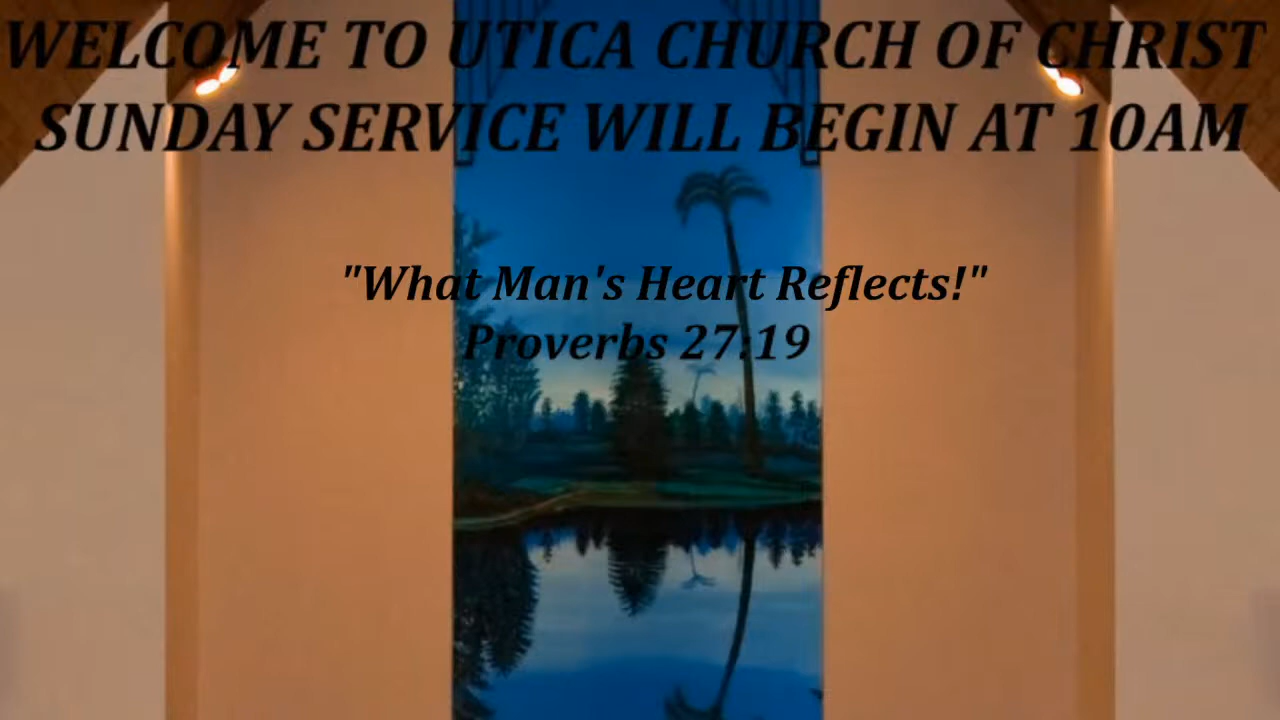 WELCOME TO UTICA CHURCH OF CHRIST
SUNDAY SERVICE WILL BEGIN AT 10AM
"What Man's Heart Reflects!"
Proverbs 27:19